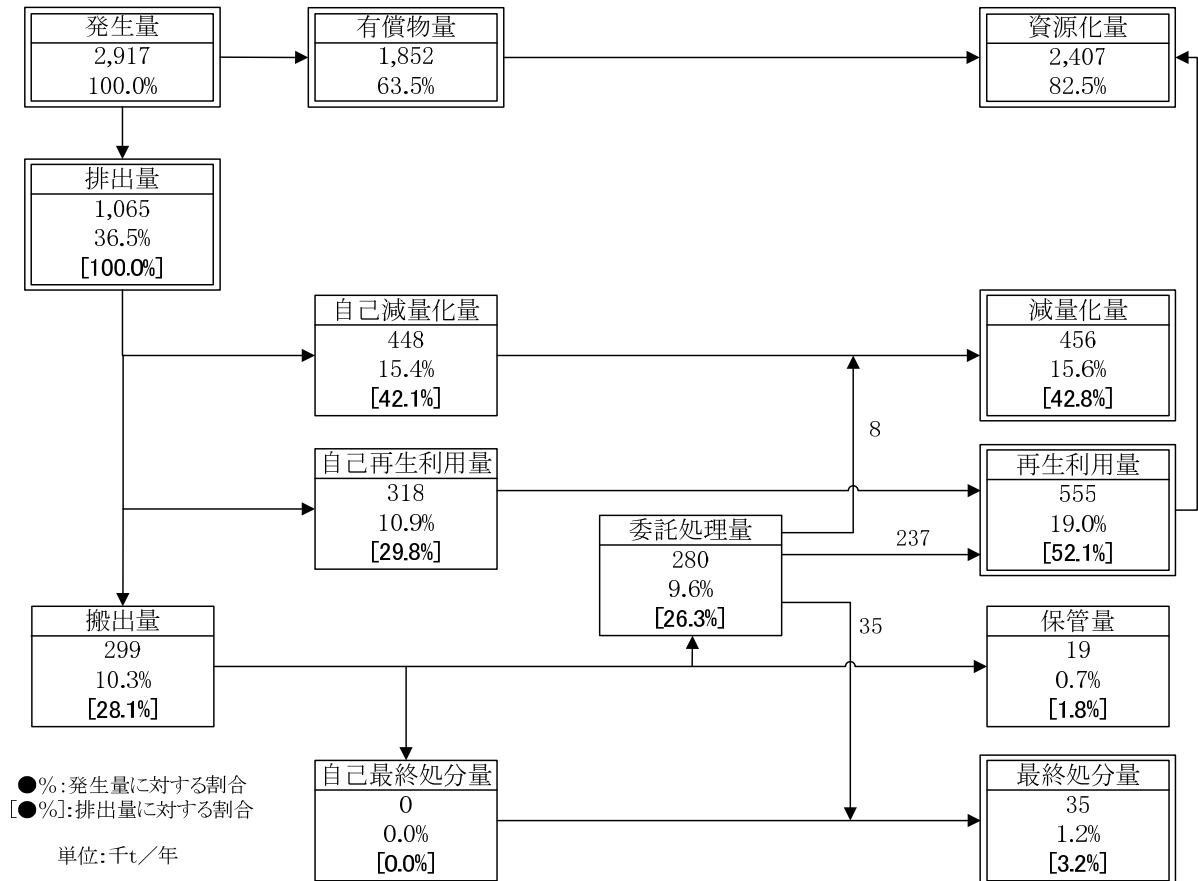 発生量
2,917
100.0%
有償物量
1,852
63.5%
資源化量
2,407
82.5%
排出量
1,065
36.5%
[100.0%]
自己減量化量
448
15.4%
[42.1%]
減量化量
456
15.6%
[42.8%]
8
自己再生利用量
318
10.9%
[29.8%]
再生利用量
555
19.0%
[52.1%]
委託処理量
280
9.6%
[26.3%]
237
35
搬出量
299
10.3%
[28.1%]
保管量
19
0.7%
[1.8%]
自己最終処分量
0
0.0%
[0.0%]
最終処分量
35
1.2%
[3.2%]
●%:発生量に対する割合
[●%]:排出量に対する割合
単位:千t/年